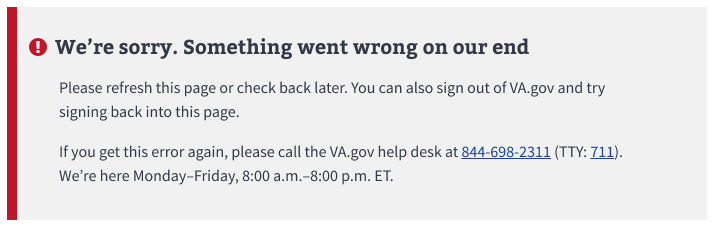 We’re sorry. Something went wrong on our end
Please refresh this page or check back later. You can also sign out of VA.gov and try
signing back into this page.
If you get this error again, please call the VA.gov help desk at 844-698-2311 (TTY: 711).
We’re here Monday–Friday, 8:00 a.m.–8:00 p.m. ET.